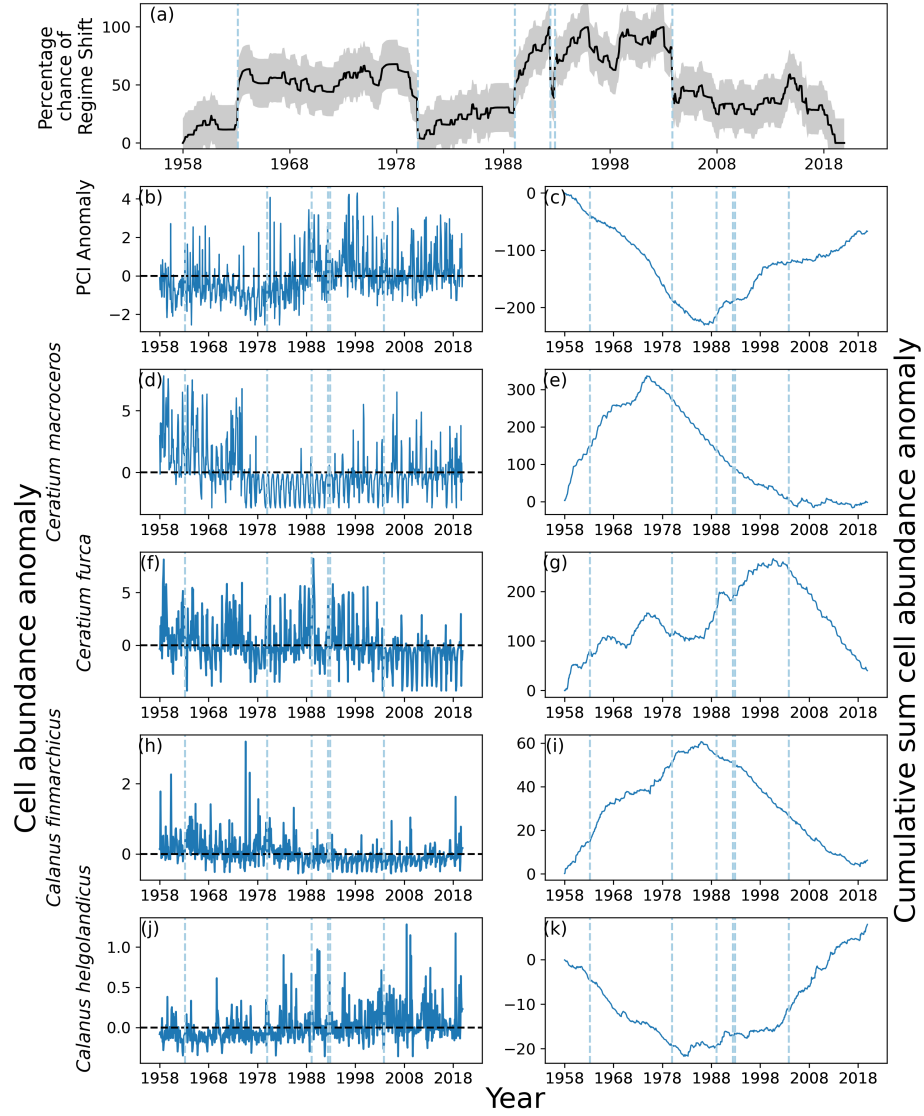 (a)
Percentage
chance of
Regime Shift
100
50
0
1958 1968 1978 1988 1998 2008 2018
(b)
PCI Anomaly
4
2
0
−2
1958 1968 1978 1988 1998 2008 2018
(c)
0
−100
−200
1958 1968 1978 1988 1998 2008 2018
(d)
Ceratium macroceros
5
0
1958 1968 1978 1988 1998 2008 2018
(e)
300
200
100
0
1958 1968 1978 1988 1998 2008 2018
(f)
Ceratium furca
5
0
1958 1968 1978 1988 1998 2008 2018
(g)
200
100
0
1958 1968 1978 1988 1998 2008 2018
(h)
Calanus finmarchicus
2
0
1958 1968 1978 1988 1998 2008 2018
(i)
60
40
20
0
1958 1968 1978 1988 1998 2008 2018
(j)
Calanus helgolandicus
1.0
0.5
0.0
1958 1968 1978 1988 1998 2008 2018
(k)
0
−10
−20
1958 1968 1978 1988 1998 2008 2018
Cell abundance anomaly
Cumulative sum cell abundance anomaly
Year